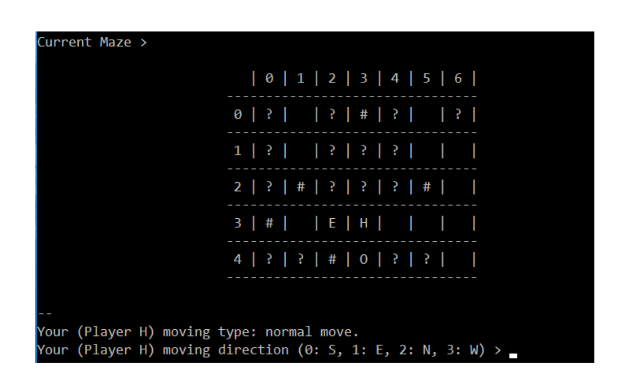 Current Maze >
| 0 | 1 | 2 | 3 | 4 | 5 | 6 |
--------------------------------
0 | ? |   | ? | # | ? |   | ? |
--------------------------------
1 | ? |   | ? | ? | ? |   |   |
--------------------------------
2 | ? | # | ? | ? | ? | # |   |
--------------------------------
3 | # |   | E | H |   |   |   |
--------------------------------
4 | ? | ? | # | O | ? | ? |   |
--------------------------------
--
Your (Player H) moving type: normal move.
Your (Player H) moving direction (0: S, 1: E, 2: N, 3: W) > _